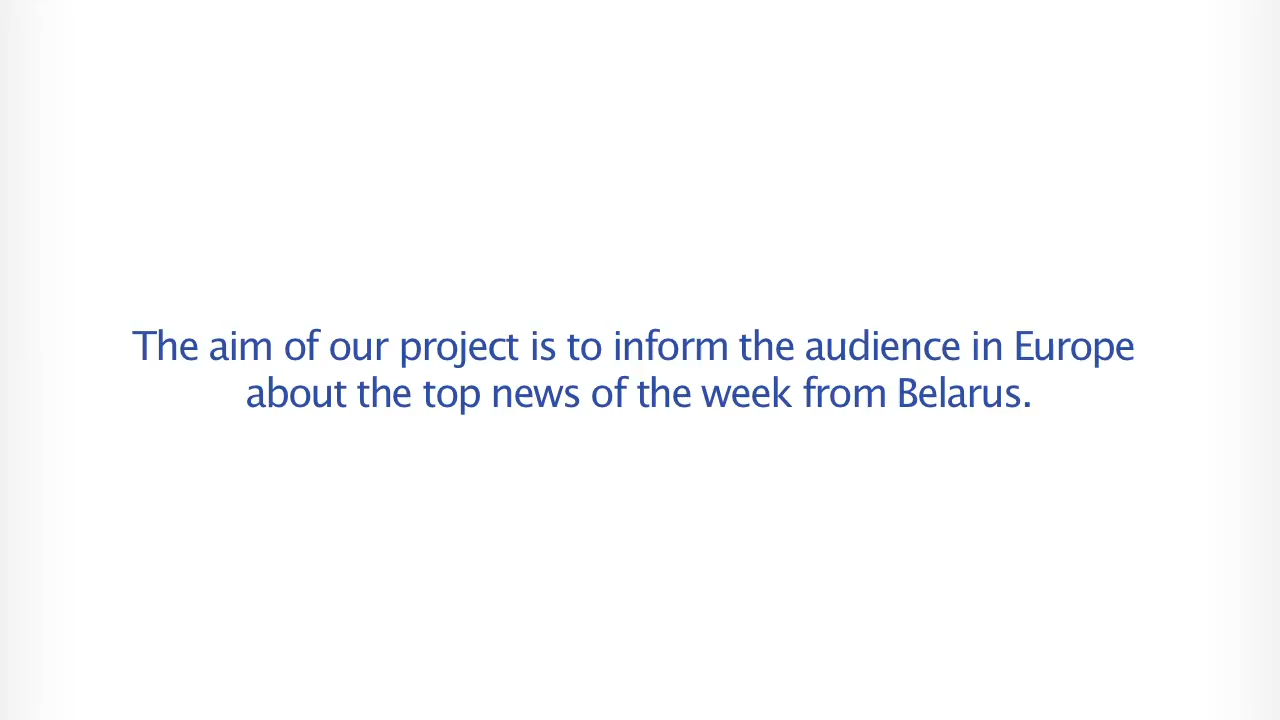 The aim of our project is to inform the audience in Europe
about the top news of the week from Belarus.